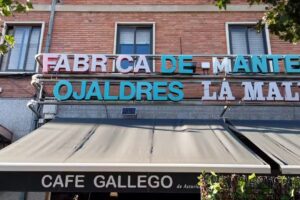 FABRICA DE - MANTE
OJALDRES LA MAL
CAFE GALLEGO